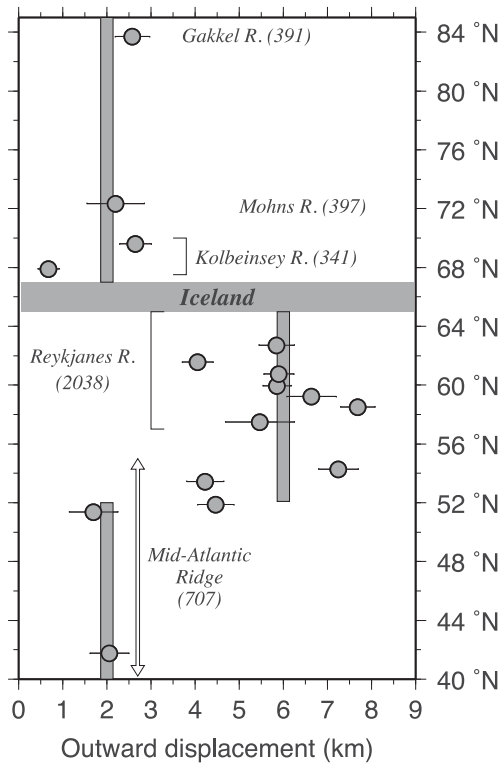 Gakkel R. (391)
84 °N
80 °N
76 °N
Mohns R. (397)
72 °N
Kolbeinsey R. (341)
68 °N
Iceland
64 °N
Reykjanes R.
(2038)
60 °N
56 °N
52 °N
Mid-Atlantic
Ridge
(707)
48 °N
44 °N
40 °N
0 1 2 3 4 5 6 7 8 9
Outward displacement (km)